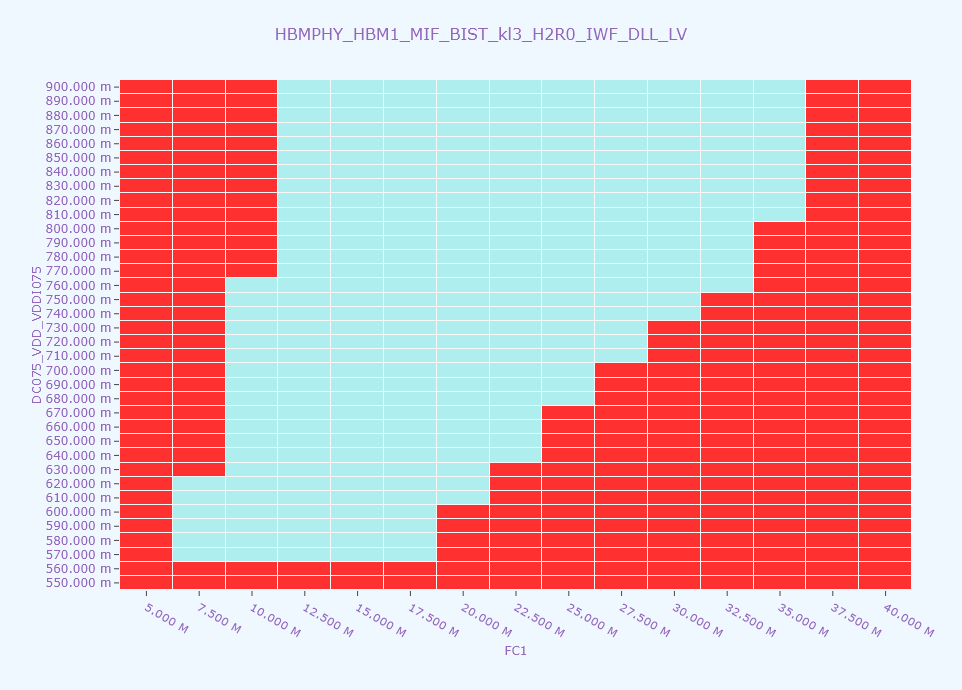 HBMPHY_HBM1_MIF_BIST_kl3_H2R0_IWF_DLL_LV
900.000 m
890.000 m
880.000 m
870.000 m
860.000 m
850.000 m
840.000 m
830.000 m
820.000 m
810.000 m
800.000 m
790.000 m
780.000 m
770.000 m
760.000 m
750.000 m
740.000 m
730.000 m
720.000 m
710.000 m
700.000 m
690.000 m
680.000 m
670.000 m
660.000 m
650.000 m
640.000 m
630.000 m
620.000 m
610.000 m
600.000 m
590.000 m
580.000 m
570.000 m
560.000 m
550.000 m
DC075_VDD_VDDI075
5.000 M
7.500 M
10.000 M
12.500 M
15.000 M
17.500 M
20.000 M
22.500 M
25.000 M
27.500 M
30.000 M
32.500 M
35.000 M
37.500 M
40.000 M
FC1